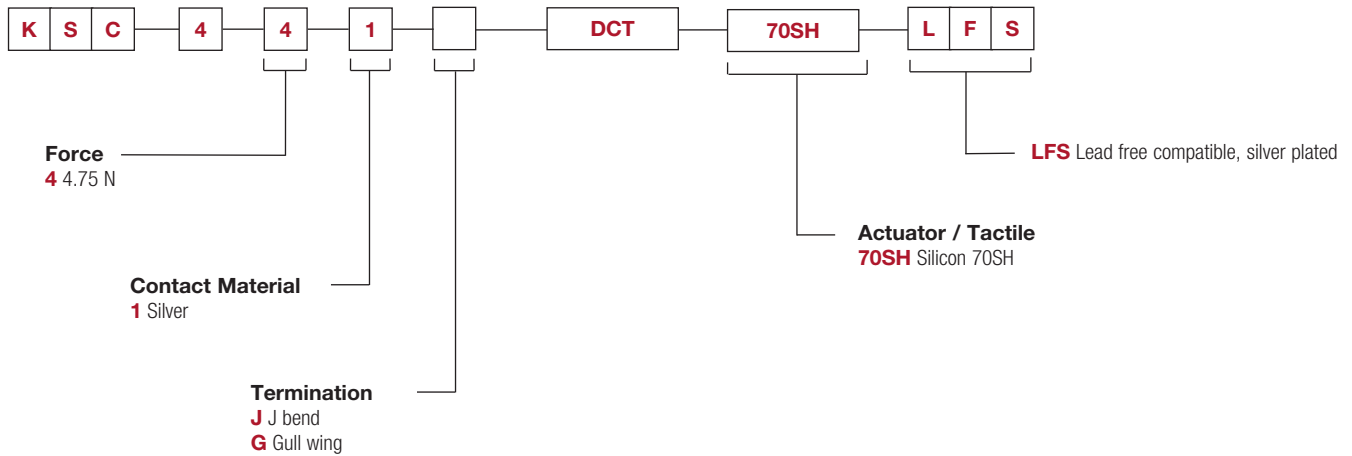 K S C 4 4 1 DCT 70SH L F S
Force
4 4.75 N
LFS Lead free compatible, silver plated
Actuator / Tactile
70SH Silicon 70SH
Contact Material
1 Silver
Termination
J J bend
G Gull wing